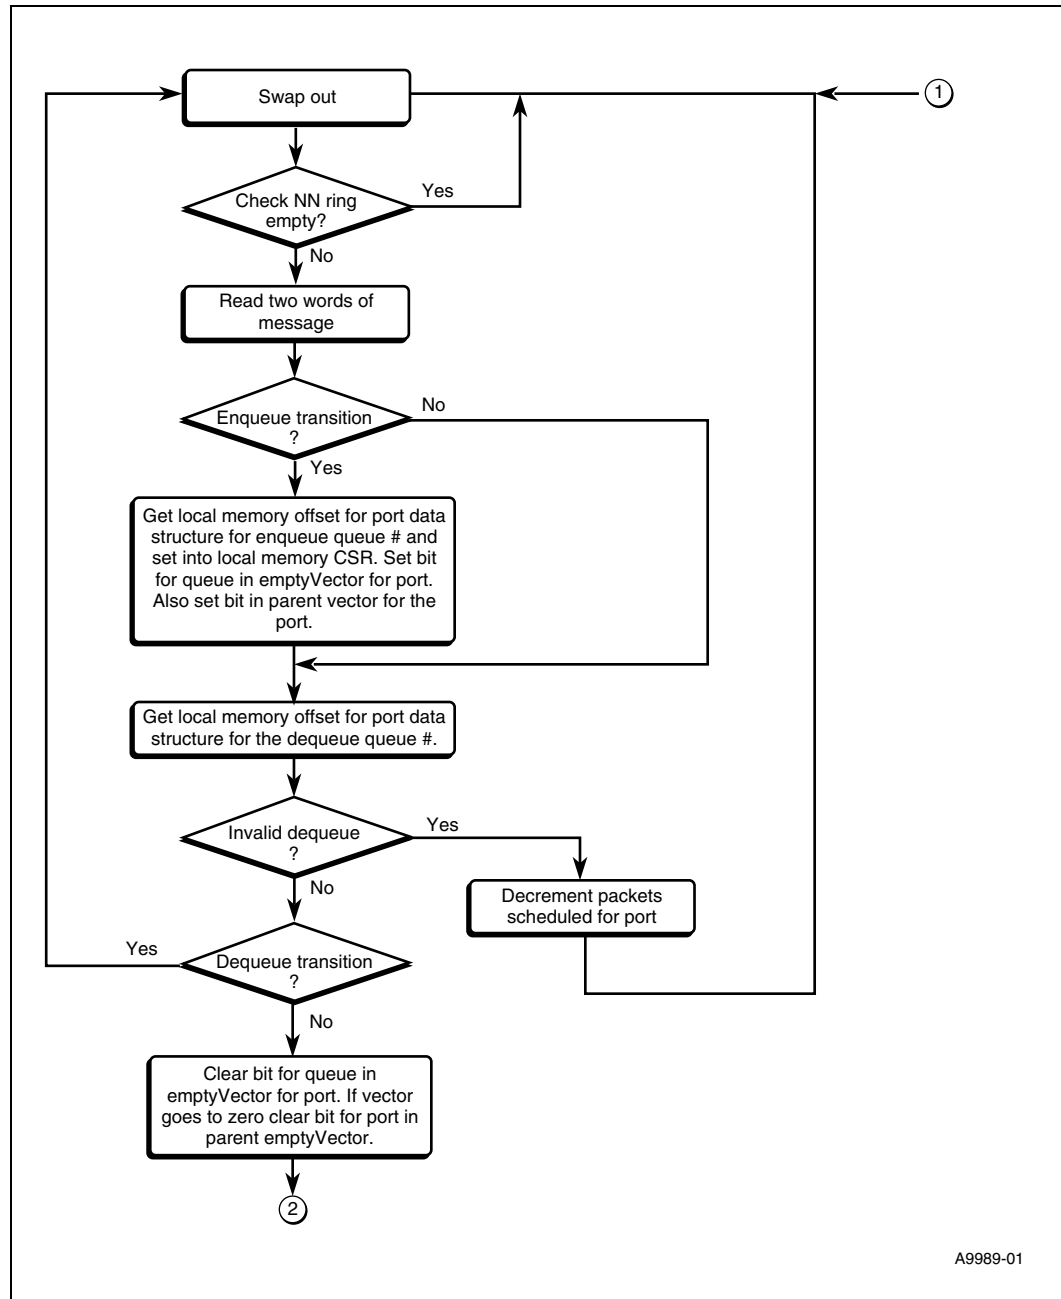 Swap out
1
Check NN ring
empty?
Yes
No
Read two words of
message
Enqueue transition
?
No
Yes
Get local memory offset for port data
structure for enqueue queue # and
set into local memory CSR. Set bit
for queue in emptyVector for port.
Also set bit in parent vector for the
port.
Get local memory offset for port data
structure for the dequeue queue #.
Invalid dequeue
?
Yes
No
Decrement packets
scheduled for port
Yes
Dequeue transition
?
No
Clear bit for queue in
emptyVector for port. If vector
goes to zero clear bit for port in
parent emptyVector.
2
A9989-01